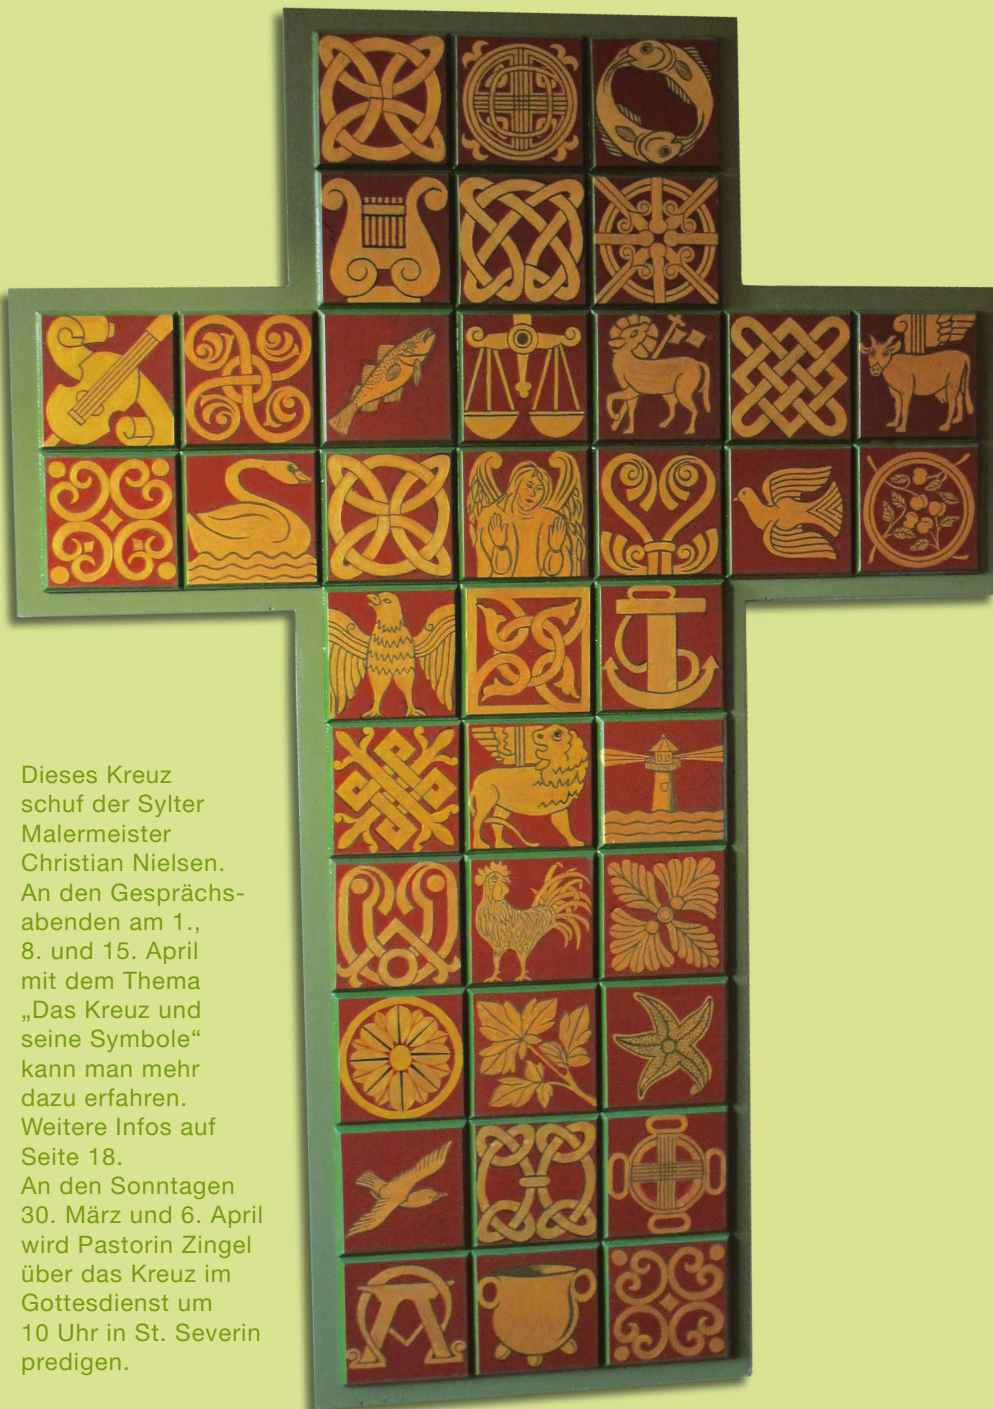 Dieses Kreuz
schuf der Sylter
Malermeister
Christian Nielsen.
An den Gesprächs-
abenden am 1.,
8. und 15. April
mit dem Thema
„Das Kreuz und
seine Symbole“
kann man mehr
dazu erfahren.
Weitere Infos auf
Seite 18.
An den Sonntagen
30. März und 6. April
wird Pastorin Zingel
über das Kreuz im
Gottesdienst um
10 Uhr in St. Severin
predigen.